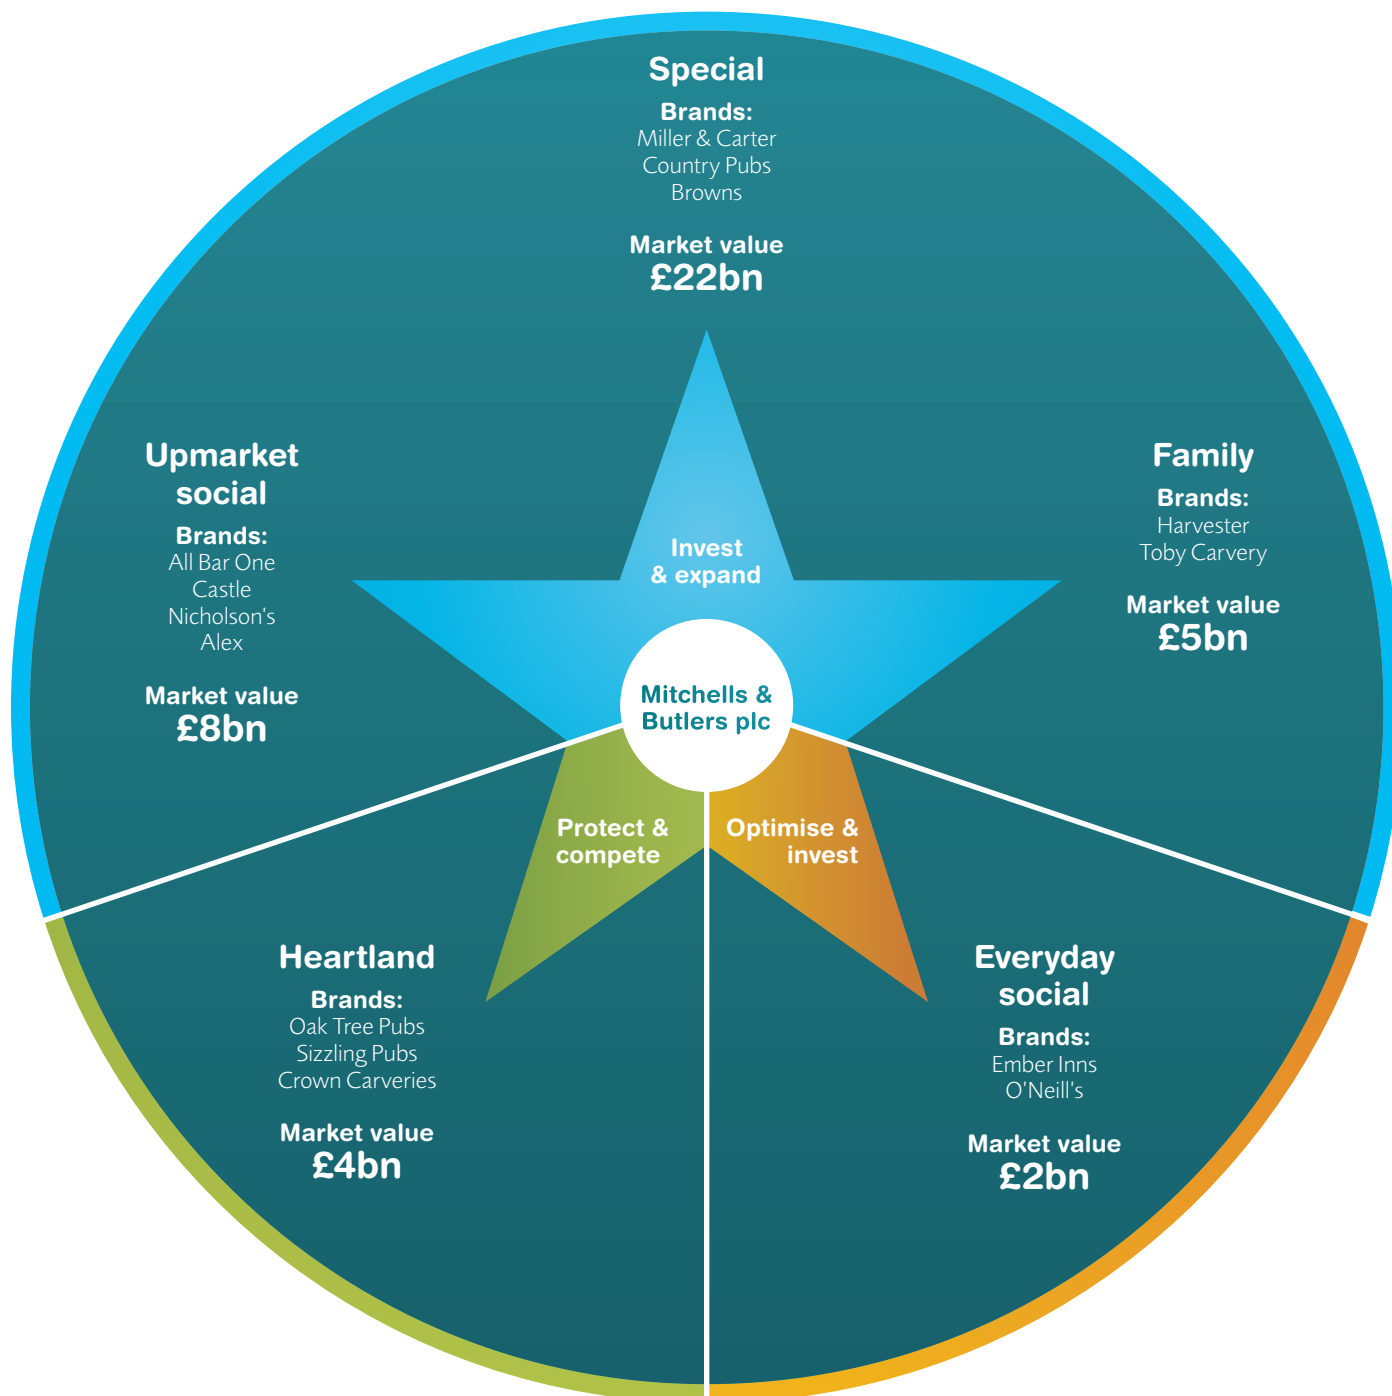 Special
Brands:
Miller & Carter
Country Pubs
Browns
Market value
£22bn
Upmarket
social
Brands:
All Bar One
Castle
Nicholson's
Alex
Market value
£8bn
Family
Brands:
Harvester
Toby Carvery
Market value
£5bn
Invest
& expand
Mitchells &
Butlers plc
Protect &
compete
Optimise &
invest
Heartland
Brands:
Oak Tree Pubs
Sizzling Pubs
Crown Carveries
Market value
£4bn
Everyday
social
Brands:
Ember Inns
O'Neill's
Market value
£2bn